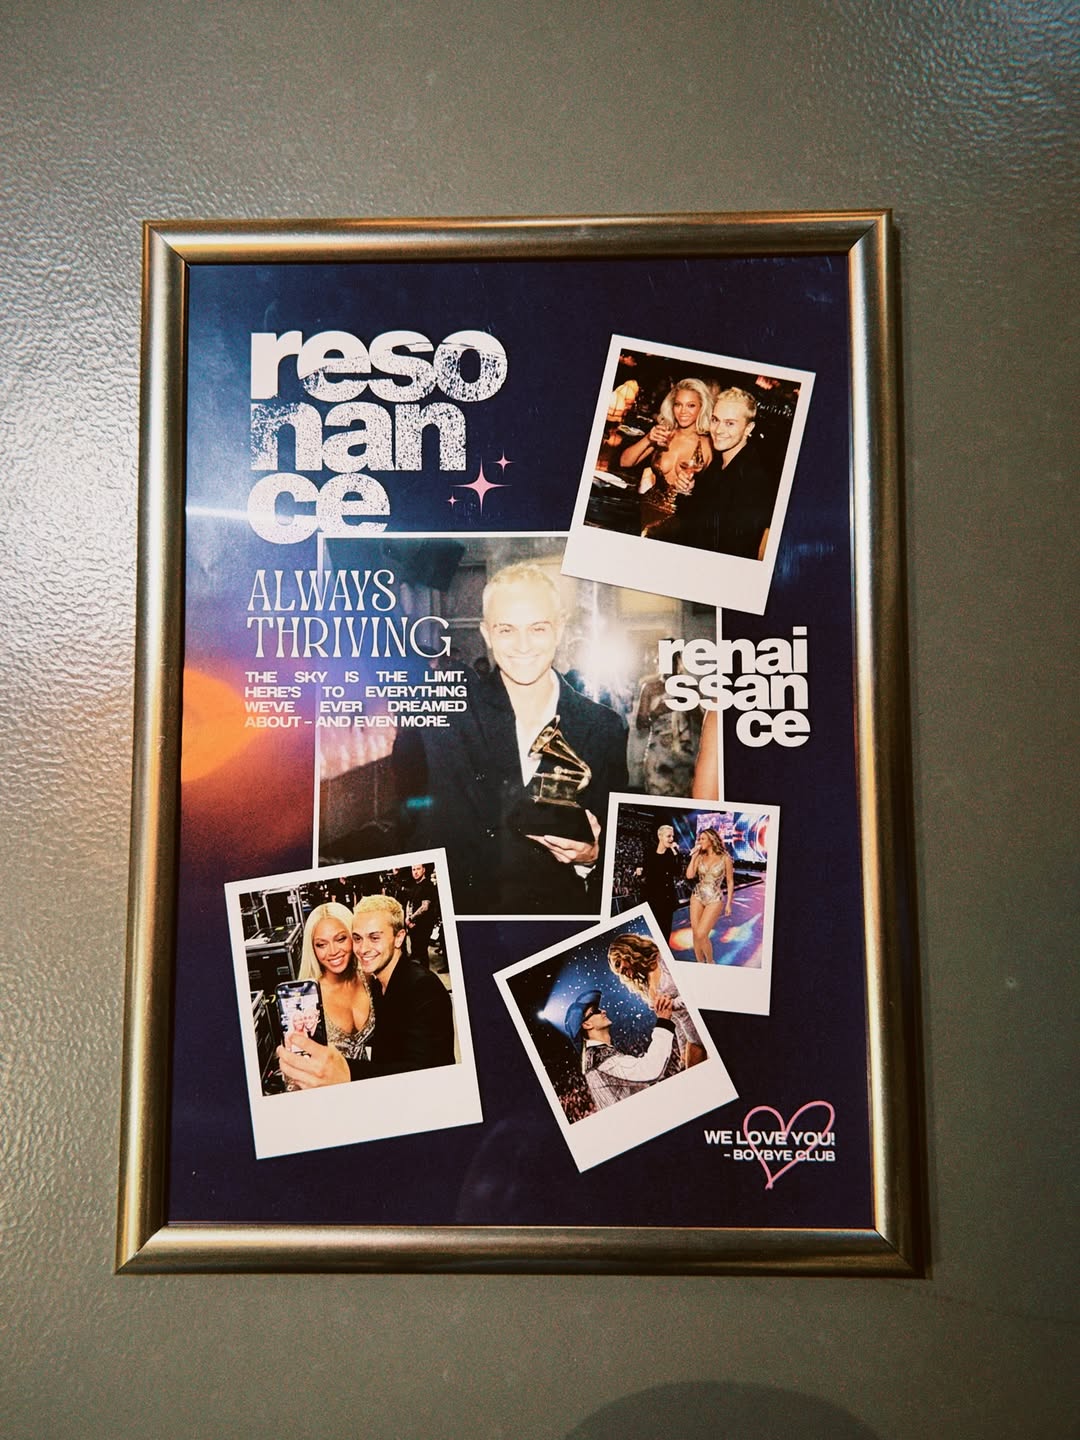 reso
nan
ce
ALWAYS
THRIVING
THE SKY IS THE LIMIT.
HERE'S TO EVERYTHING
WE'VE EVER DREAMED
ABOUT – AND EVEN MORE.
renai
ssan
ce
WE LOVE YOU!
– BOYBYE CLUB